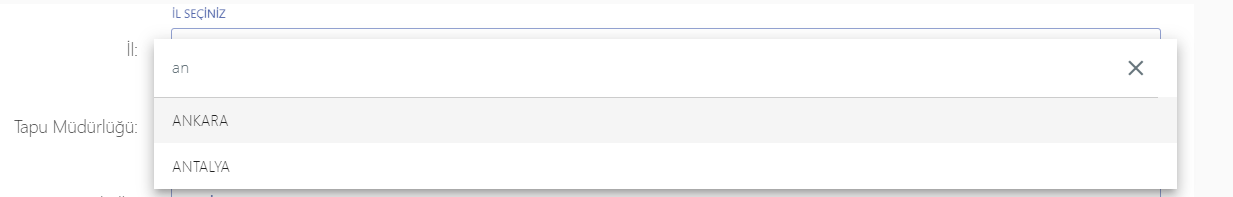 İL SEÇİNİZ
İl:
an
ANKARA
Tapu Müdürlüğü:
ANTALYA